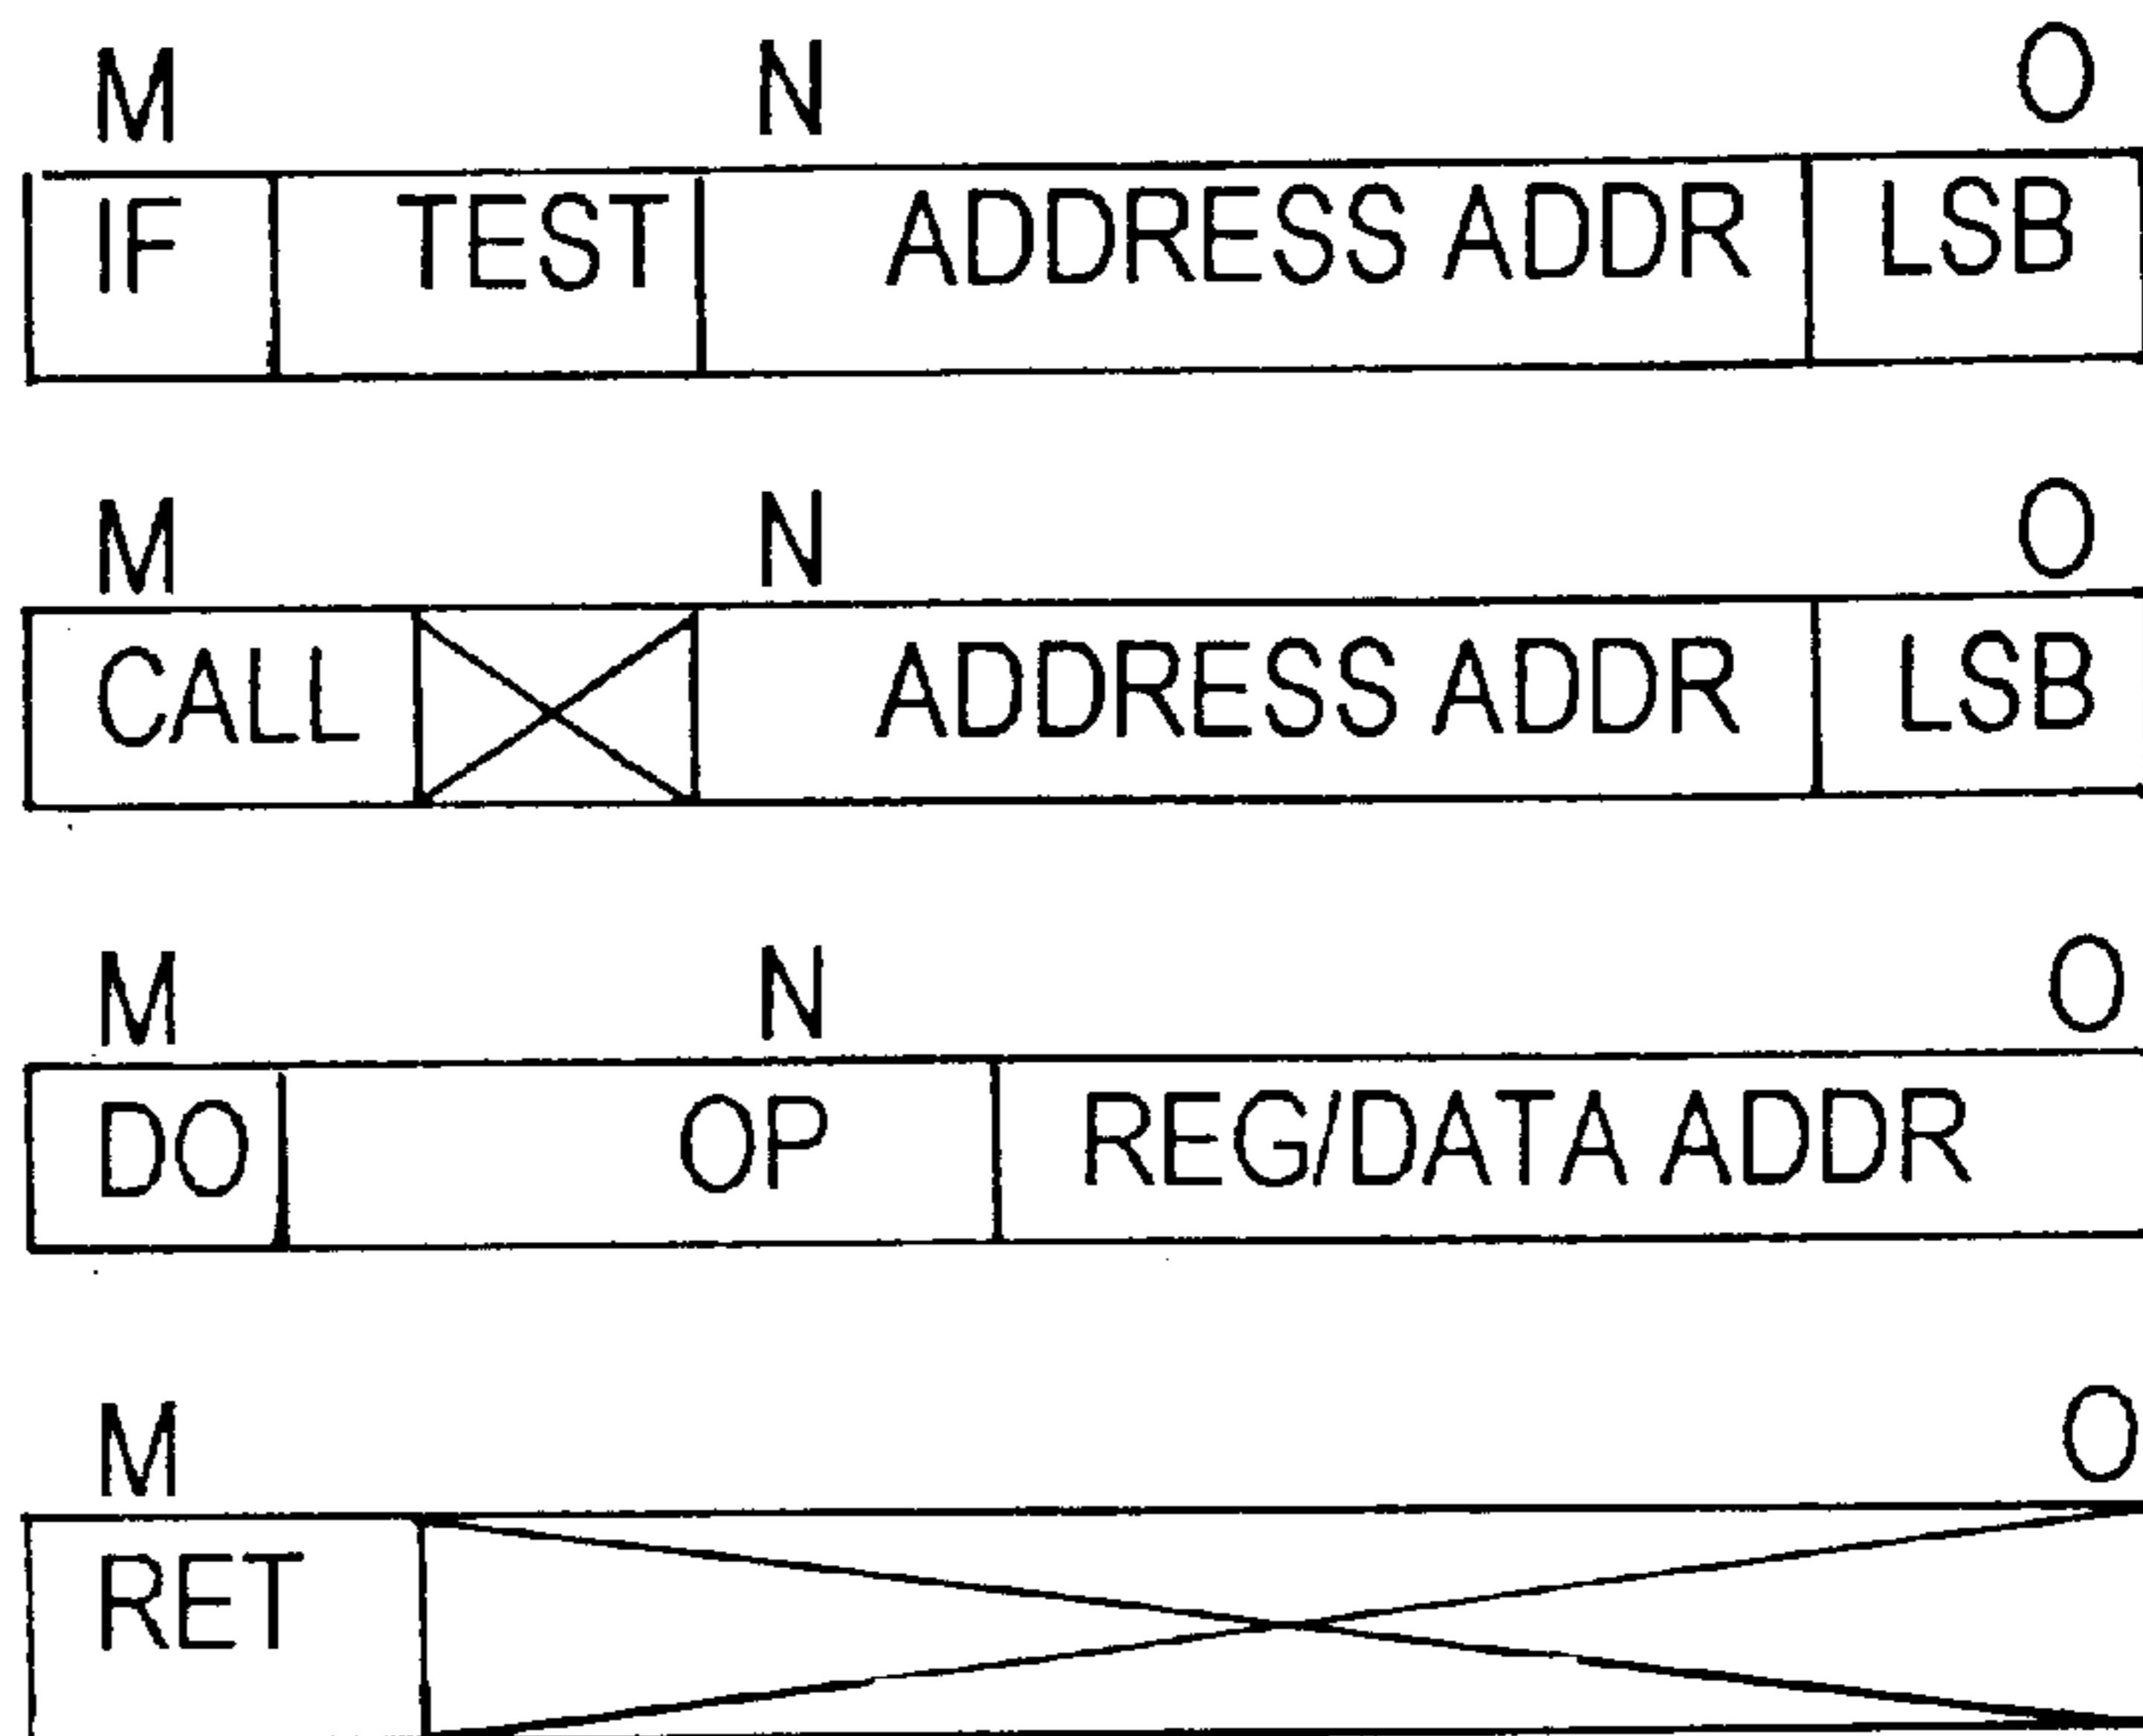 M N O
IF TEST ADDRESS ADDR LSB
M N O
CALL ADDRESS ADDR LSB
M N O
DO OP REG/DATA ADDR
M O
RET